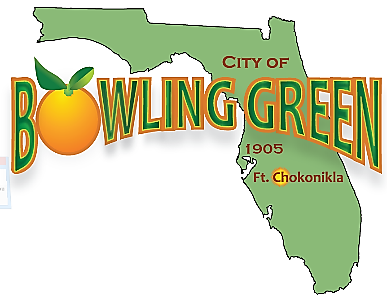 City of
BOWLING GREEN
1905
Ft. Chokonikla